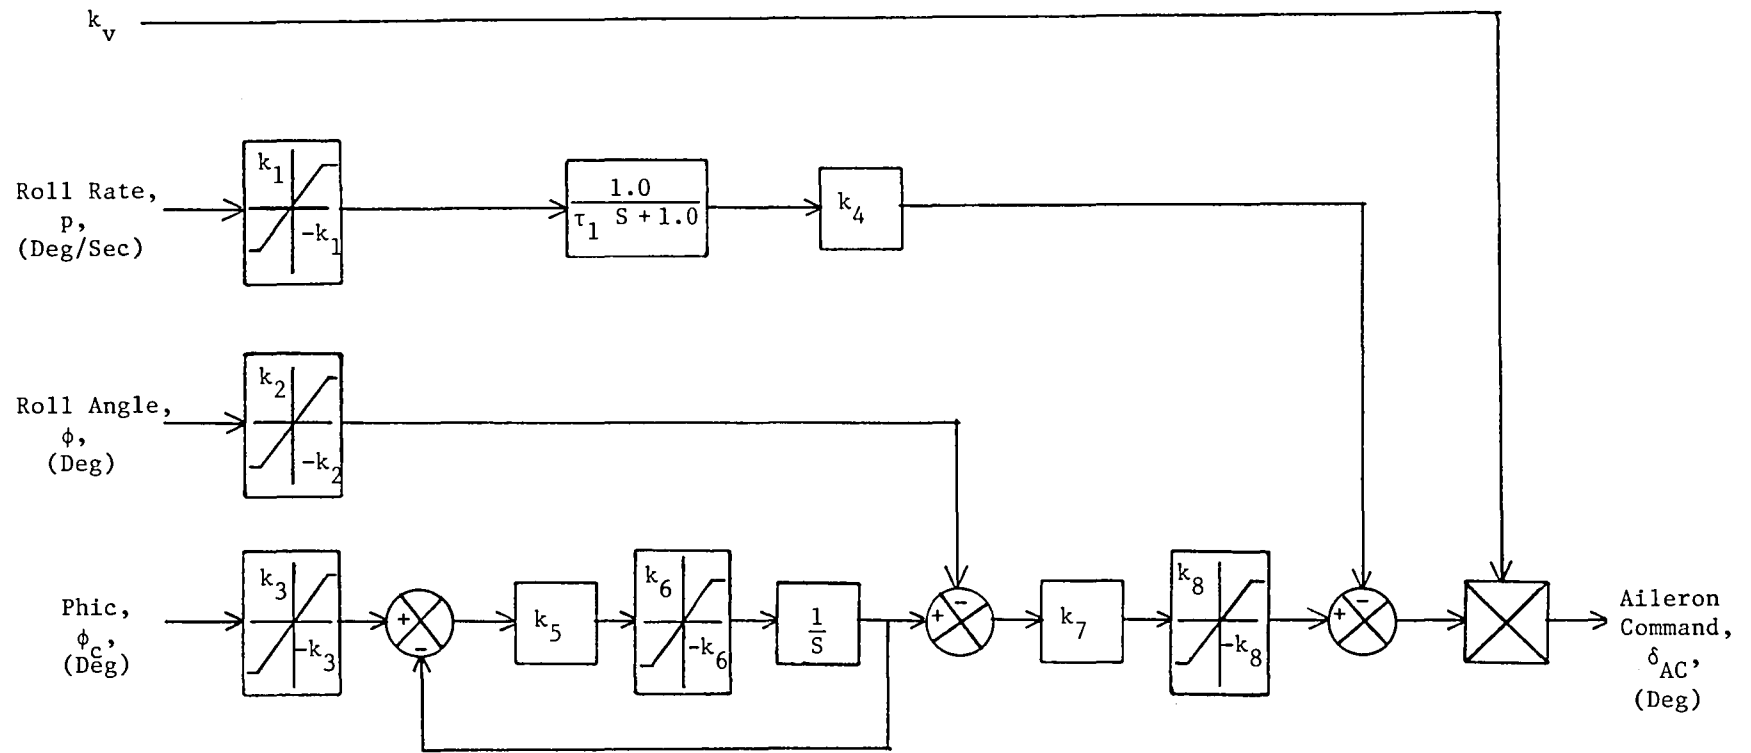 k_v
Roll Rate,
p,
(Deg/Sec)
k_1
-k_1
1.0
τ_1 S + 1.0
k_4
Roll Angle,
ϕ,
(Deg)
k_2
-k_2
Phic,
ϕ_c,
(Deg)
k_3
-k_3
+
-
k_5
k_6
-k_6
1
S
+
-
k_7
k_8
-k_8
+
-
Aileron
Command,
δ_AC,
(Deg)